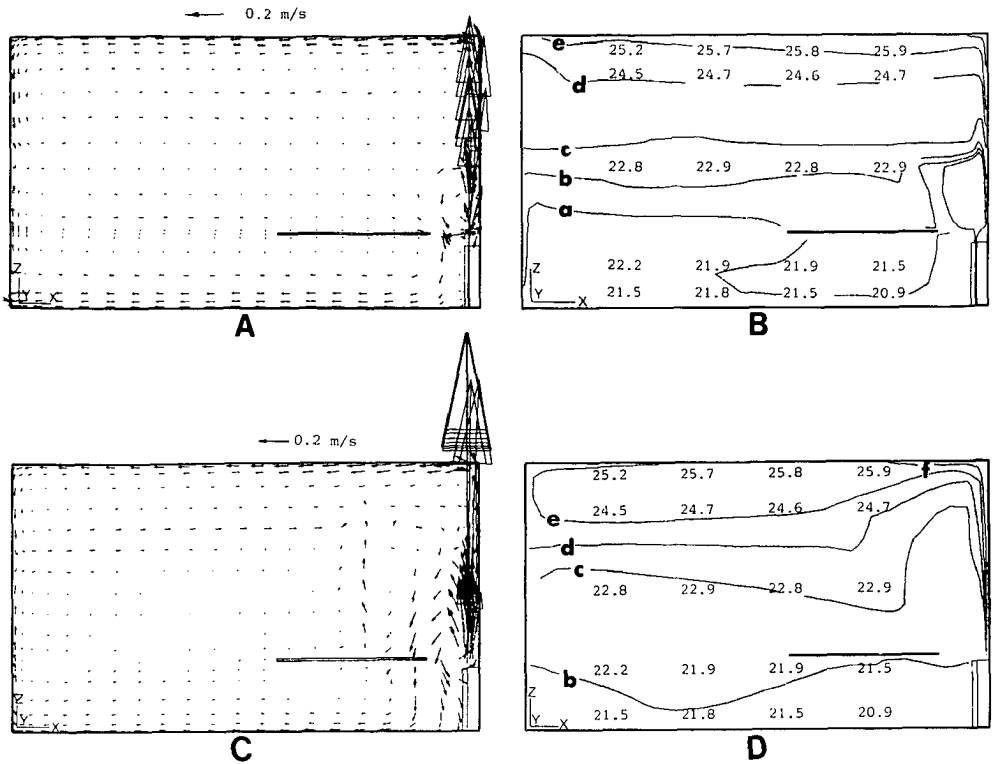 0.2 m/s
Z
Y X
A
e
25.2 25.7 25.8 25.9
24.5 24.7 24.6 24.7
d
c
22.8 22.9 22.8 22.9
b
a
22.2 21.9 21.9 21.5
21.5 21.8 21.5 20.9
Z
Y X
B
0.2 m/s
Z
Y X
C
25.2 25.7 25.8 25.9 f
24.5 24.7 24.6 24.7
e
d
c
22.8 22.9 22.8 22.9
22.2 21.9 21.9 21.5
b
21.5 21.8 21.5 20.9
Z
Y X
D